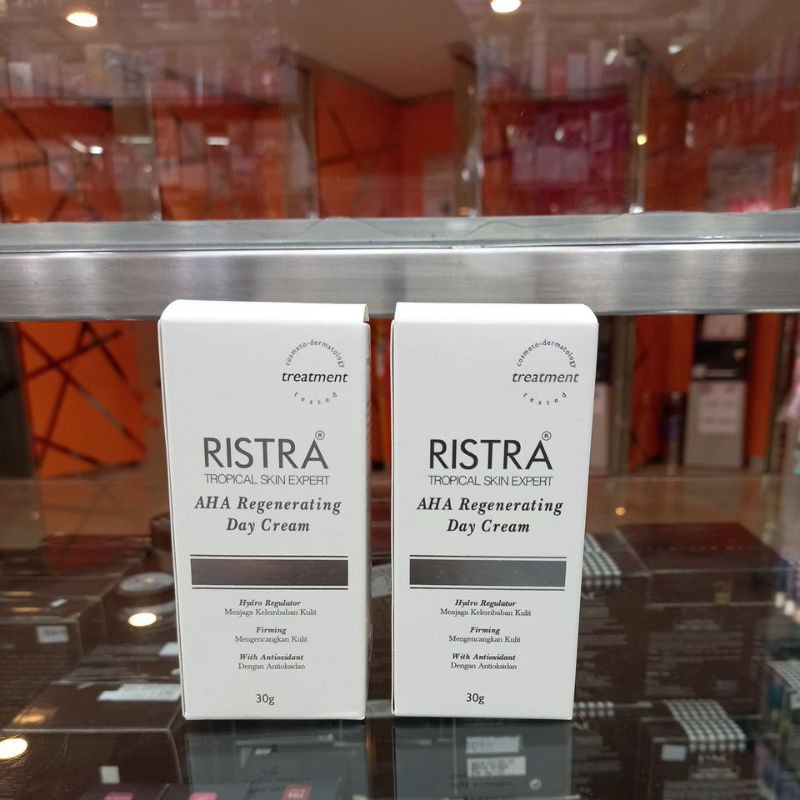 cosmeto-dermatology
treatment
tested
RISTRA®
TROPICAL SKIN EXPERT
AHA Regenerating
Day Cream
Hydro Regulator
Menjaga Kelembaban Kulit
Firming
Mengencangkan Kulit
With Antioxidant
Dengan Antioksidan
30g
cosmeto-dermatology
treatment
tested
RISTRA®
TROPICAL SKIN EXPERT
AHA Regenerating
Day Cream
Hydro Regulator
Menjaga Kelembaban Kulit
Firming
Mengencangkan Kulit
With Antioxidant
Dengan Antioksidan
30g